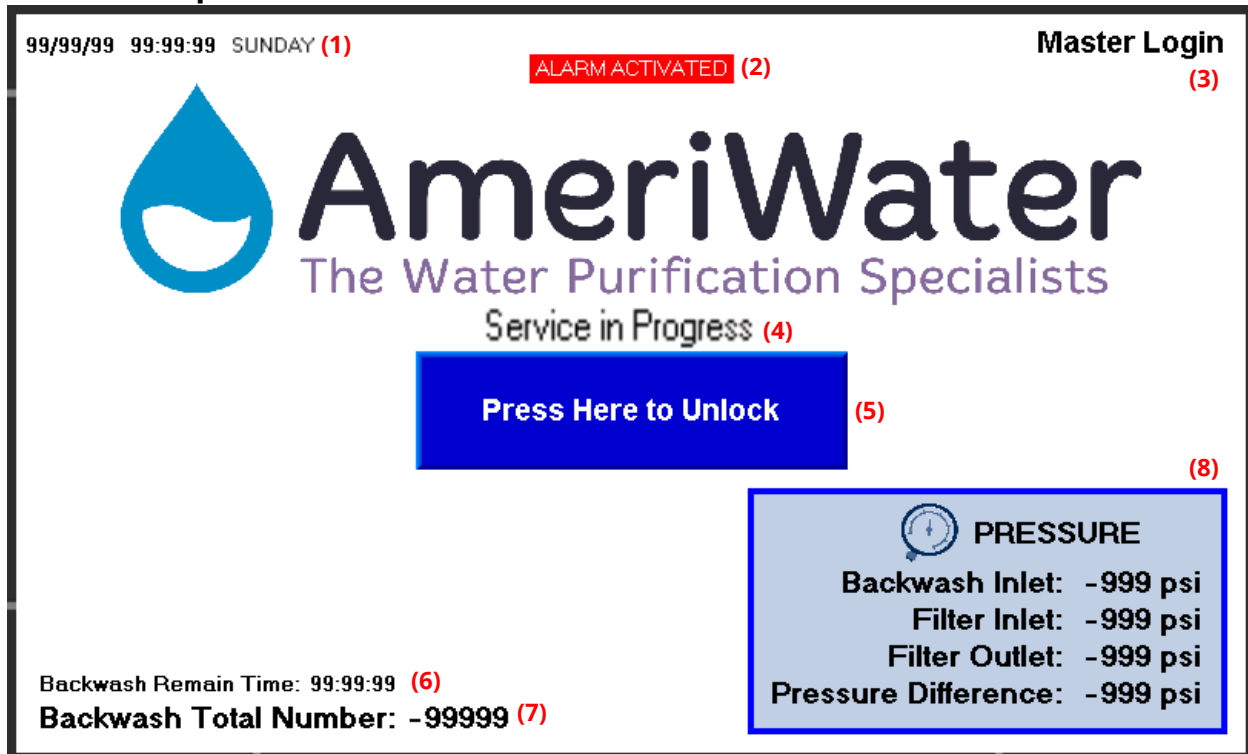 99/99/99 99:99:99 SUNDAY (1)
Master Login
ALARM ACTIVATED (2)
(3)
AmeriWater
The Water Purification Specialists
Service in Progress (4)
Press Here to Unlock (5)
(8)
PRESSURE
Backwash Inlet: -999 psi
Filter Inlet: -999 psi
Filter Outlet: -999 psi
Pressure Difference: -999 psi
Backwash Remain Time: 99:99:99 (6)
Backwash Total Number: -99999 (7)